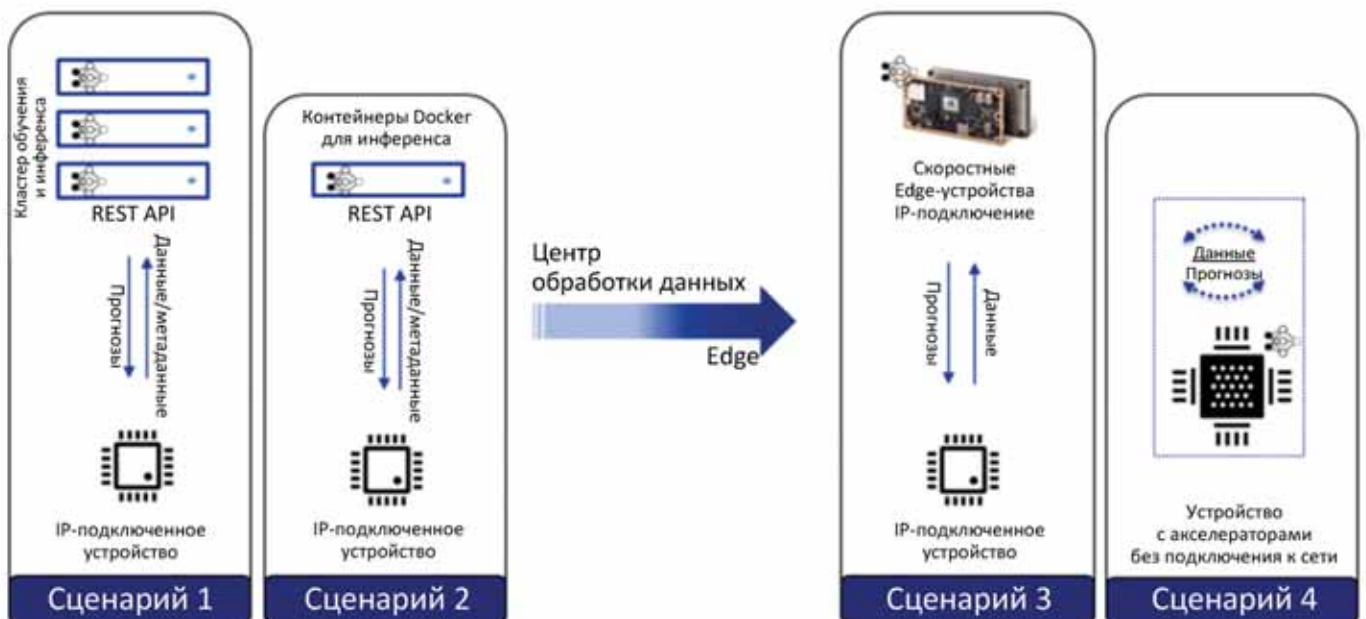 Кластер обучения
и инференса
REST API
Прогнозы
Данные/метаданные
IP-подключенное
устройство
Сценарий 1
Контейнеры Docker
для инференса
REST API
Прогнозы
Данные/метаданные
IP-подключенное
устройство
Сценарий 2
Центр
обработки данных
Edge
Скоростные
Edge-устройства
IP-подключение
Прогнозы
Данные
IP-подключенное
устройство
Сценарий 3
Данные
Прогнозы
Устройство
с акселераторами
без подключения к сети
Сценарий 4